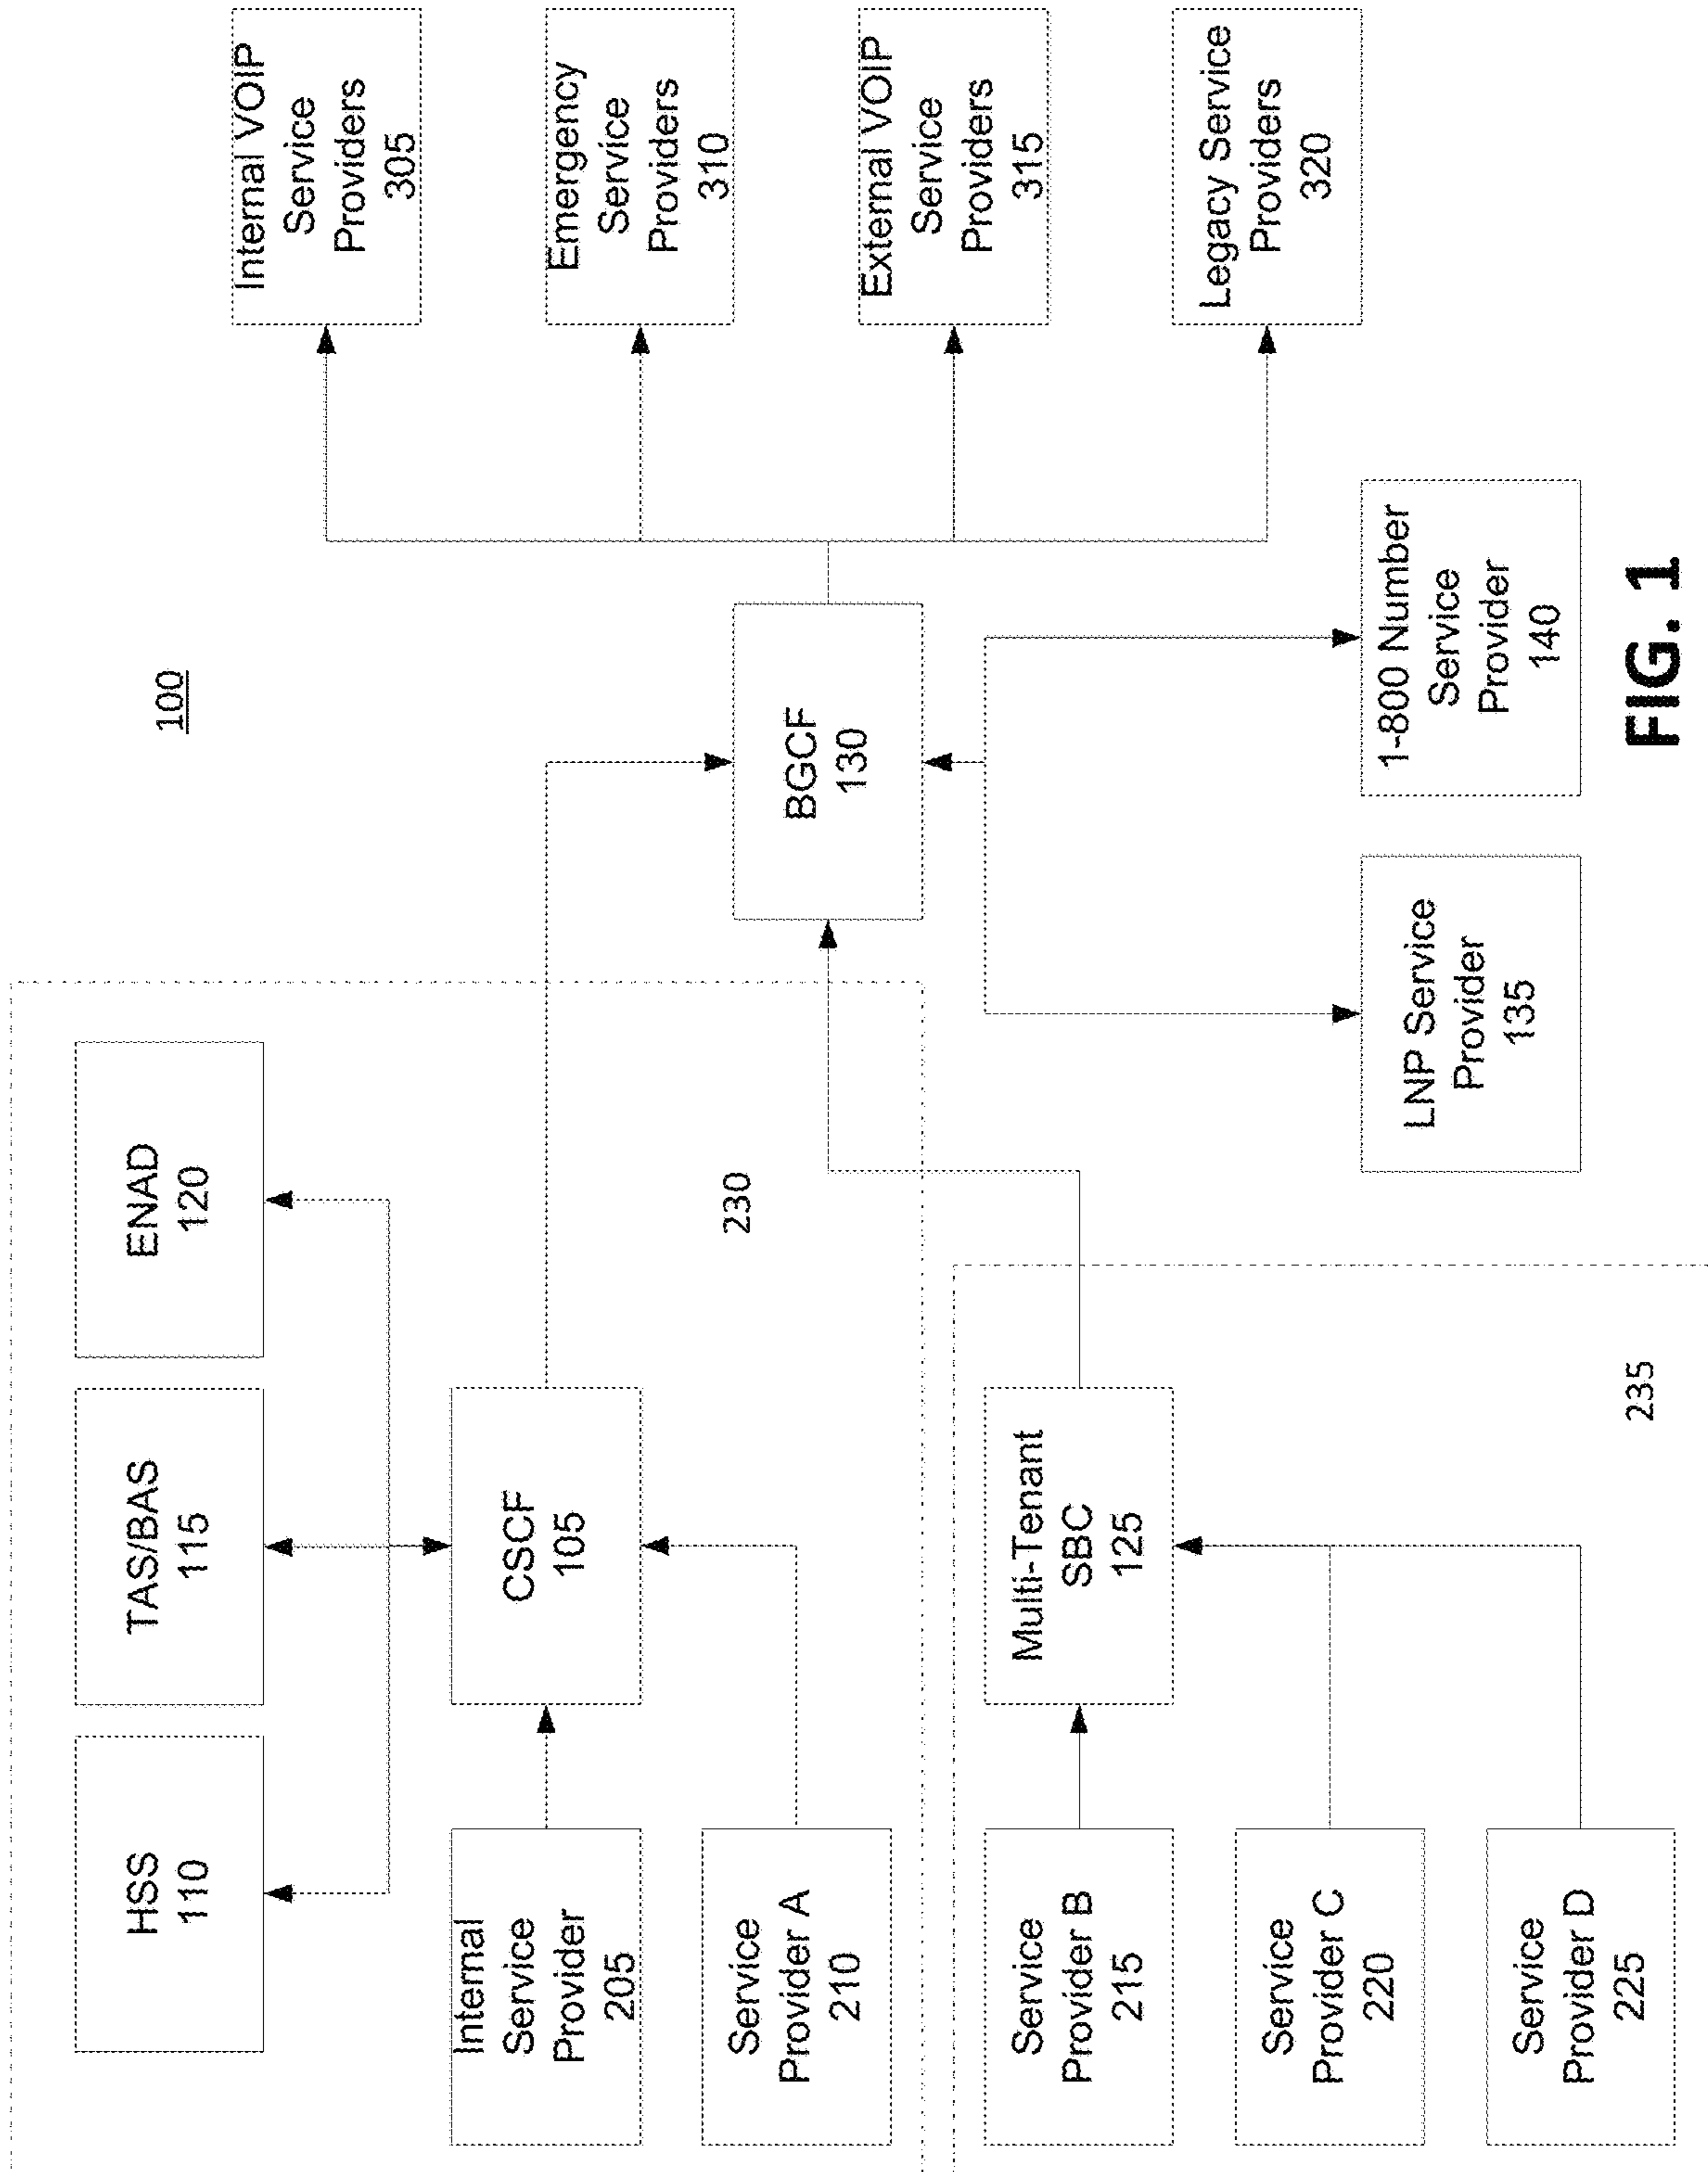 100
HSS
110
TAS/BAS
115
ENAD
120
Internal
Service
Provider
205
CSCF
105
Service
Provider A
210
230
Service
Provider B
215
Multi-Tenant
SBC
125
Service
Provider C
220
Service
Provider D
225
235
BGCF
130
LNP Service
Provider
135
1-800 Number
Service
Provider
140
Internal VOIP
Service
Providers
305
Emergency
Service
Providers
310
External VOIP
Service
Providers
315
Legacy Service
Providers
320
FIG. 1